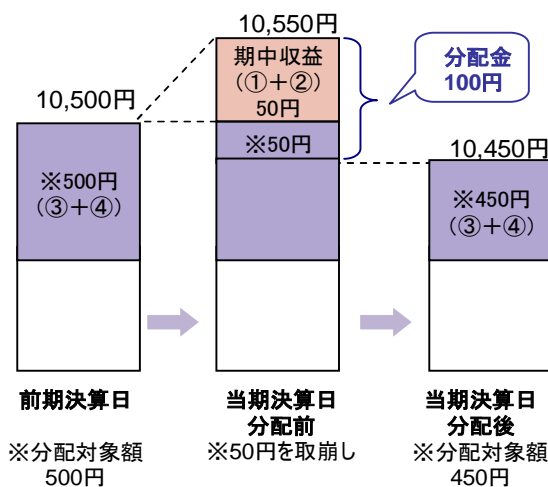 10,500円
※500円
(③+④)
前期決算日
※分配対象額
500円
10,550円
期中収益
(①+②)
50円
※50円
分配金
100円
当期決算日
分配前
※50円を取崩し
10,450円
※450円
(③+④)
当期決算日
分配後
※分配対象額
450円